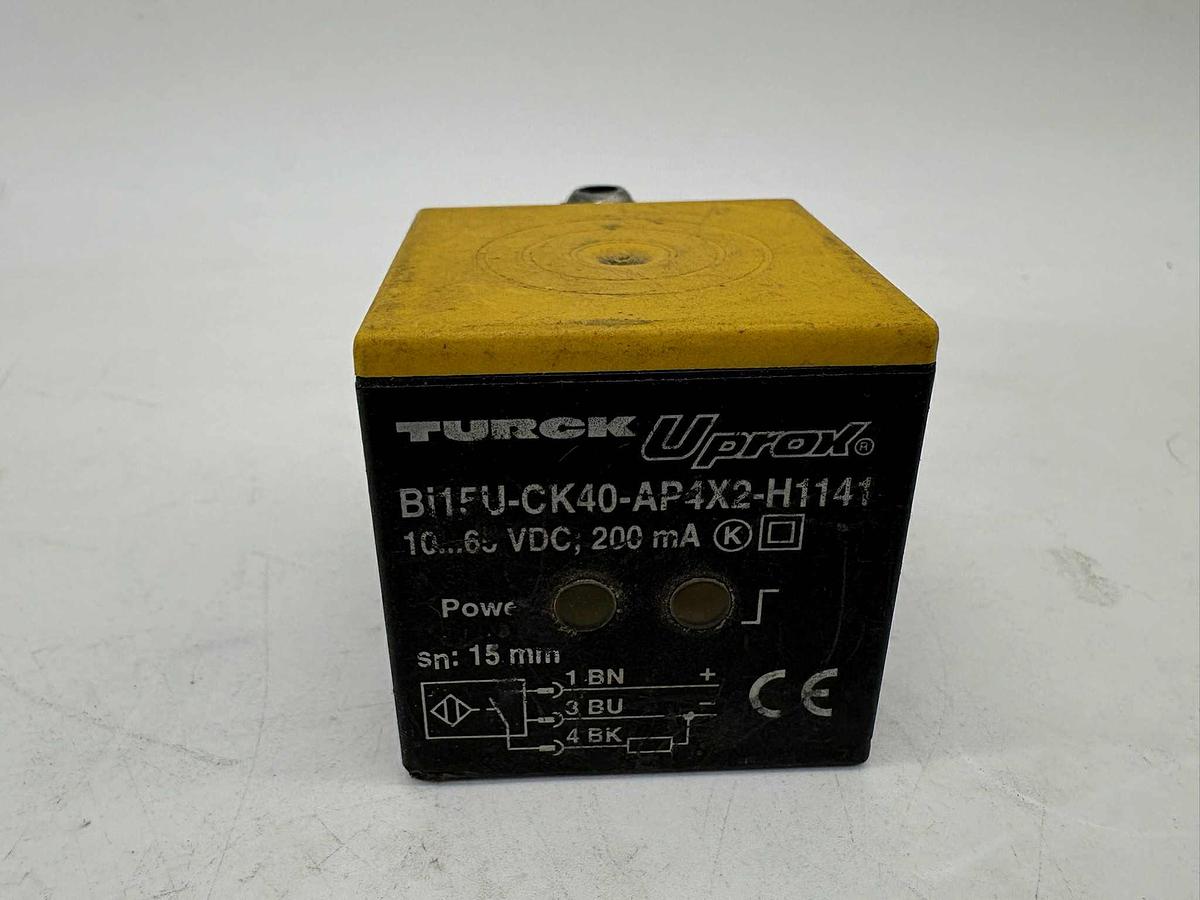 TURCK Uprox®
Bi15U-CK40-AP4X2-H1141
10...65 VDC, 200 mA K
Power
sn: 15 mm
1 BN +
3 BU −
4 BK
CE